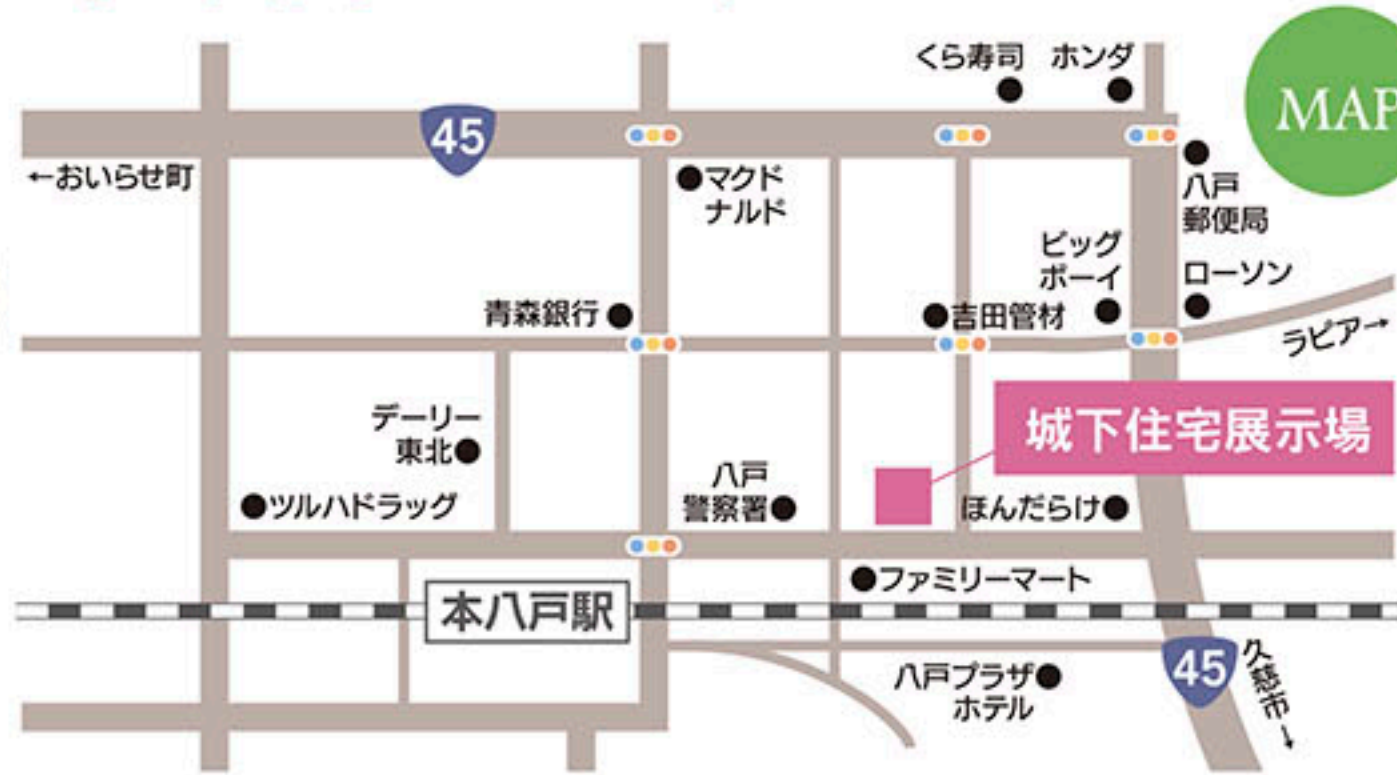 くら寿司
ホンダ
MAP
45
←おいらせ町
マクド
ナルド
八戸
郵便局
ビッグ
ボーイ
ローソン
青森銀行
吉田管材
ラピア→
デーリー
東北
城下住宅展示場
八戸
警察署
ツルハドラッグ
ほんだらけ
ファミリーマート
本八戸駅
八戸プラザ
ホテル
45
久慈市→